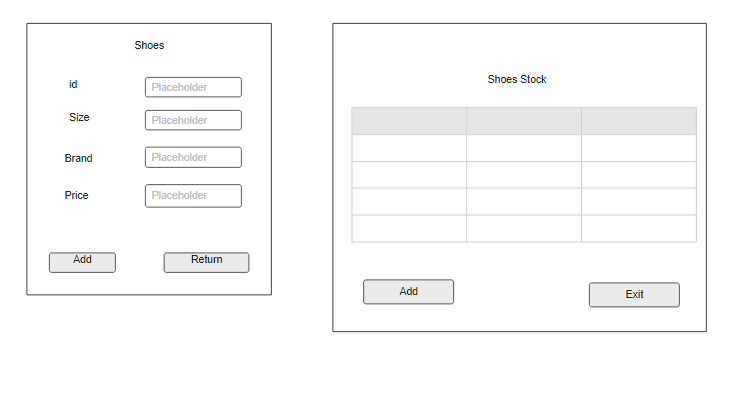 Shoes
id
Placeholder
Size
Placeholder
Brand
Placeholder
Price
Placeholder
Add
Return
Shoes Stock
Add
Exit